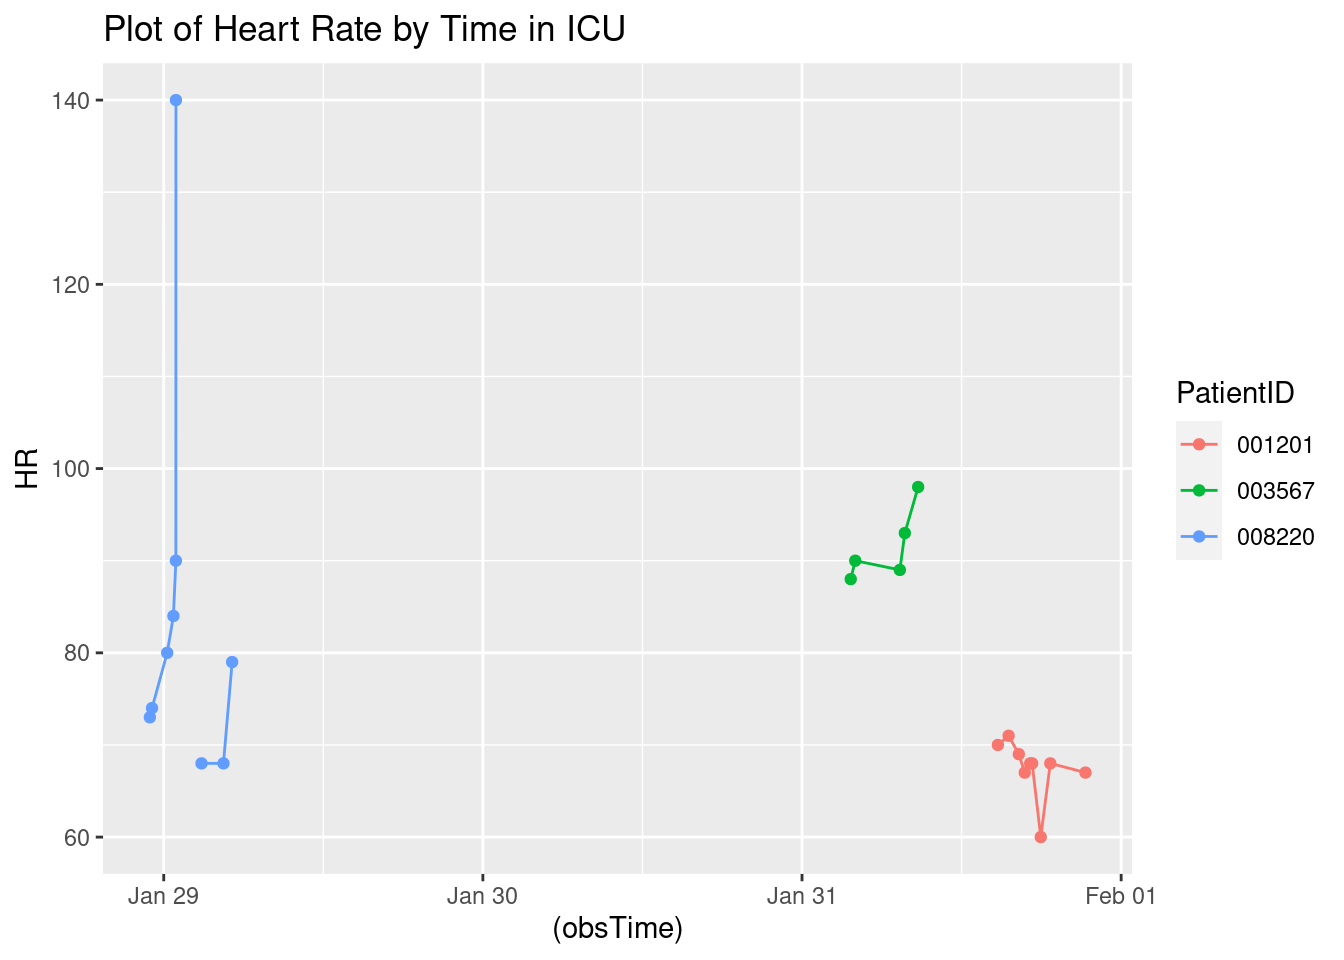 Plot of Heart Rate by Time in ICU
140
120
100
80
60
HR
Jan 29
Jan 30
Jan 31
Feb 01
(obsTime)
PatientID
001201
003567
008220